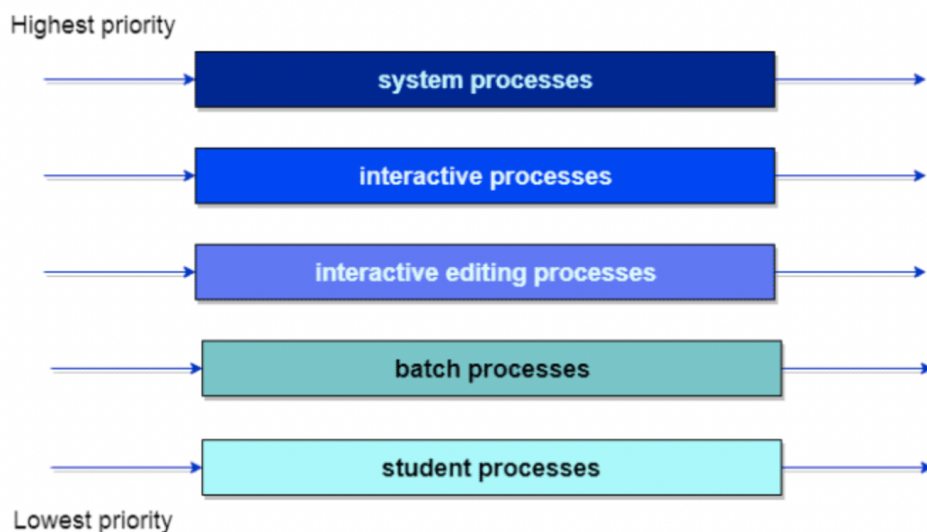 Highest priority
system processes
interactive processes
interactive editing processes
batch processes
student processes
Lowest priority